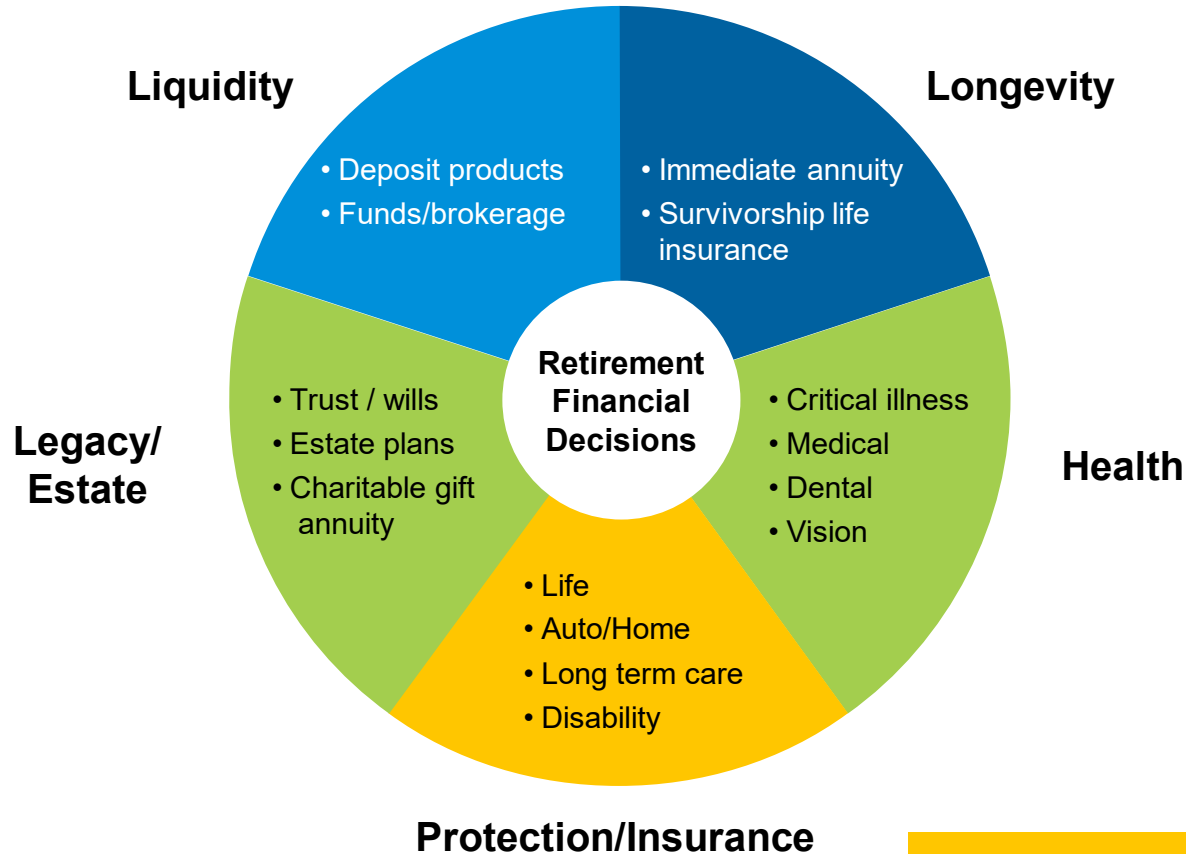 Liquidity
• Deposit products
• Funds/brokerage
Longevity
• Immediate annuity
• Survivorship life
insurance
Retirement
Financial
Decisions
Legacy/
Estate
• Trust / wills
• Estate plans
• Charitable gift
annuity
• Critical illness
• Medical
• Dental
• Vision
Health
• Life
• Auto/Home
• Long term care
• Disability
Protection/Insurance